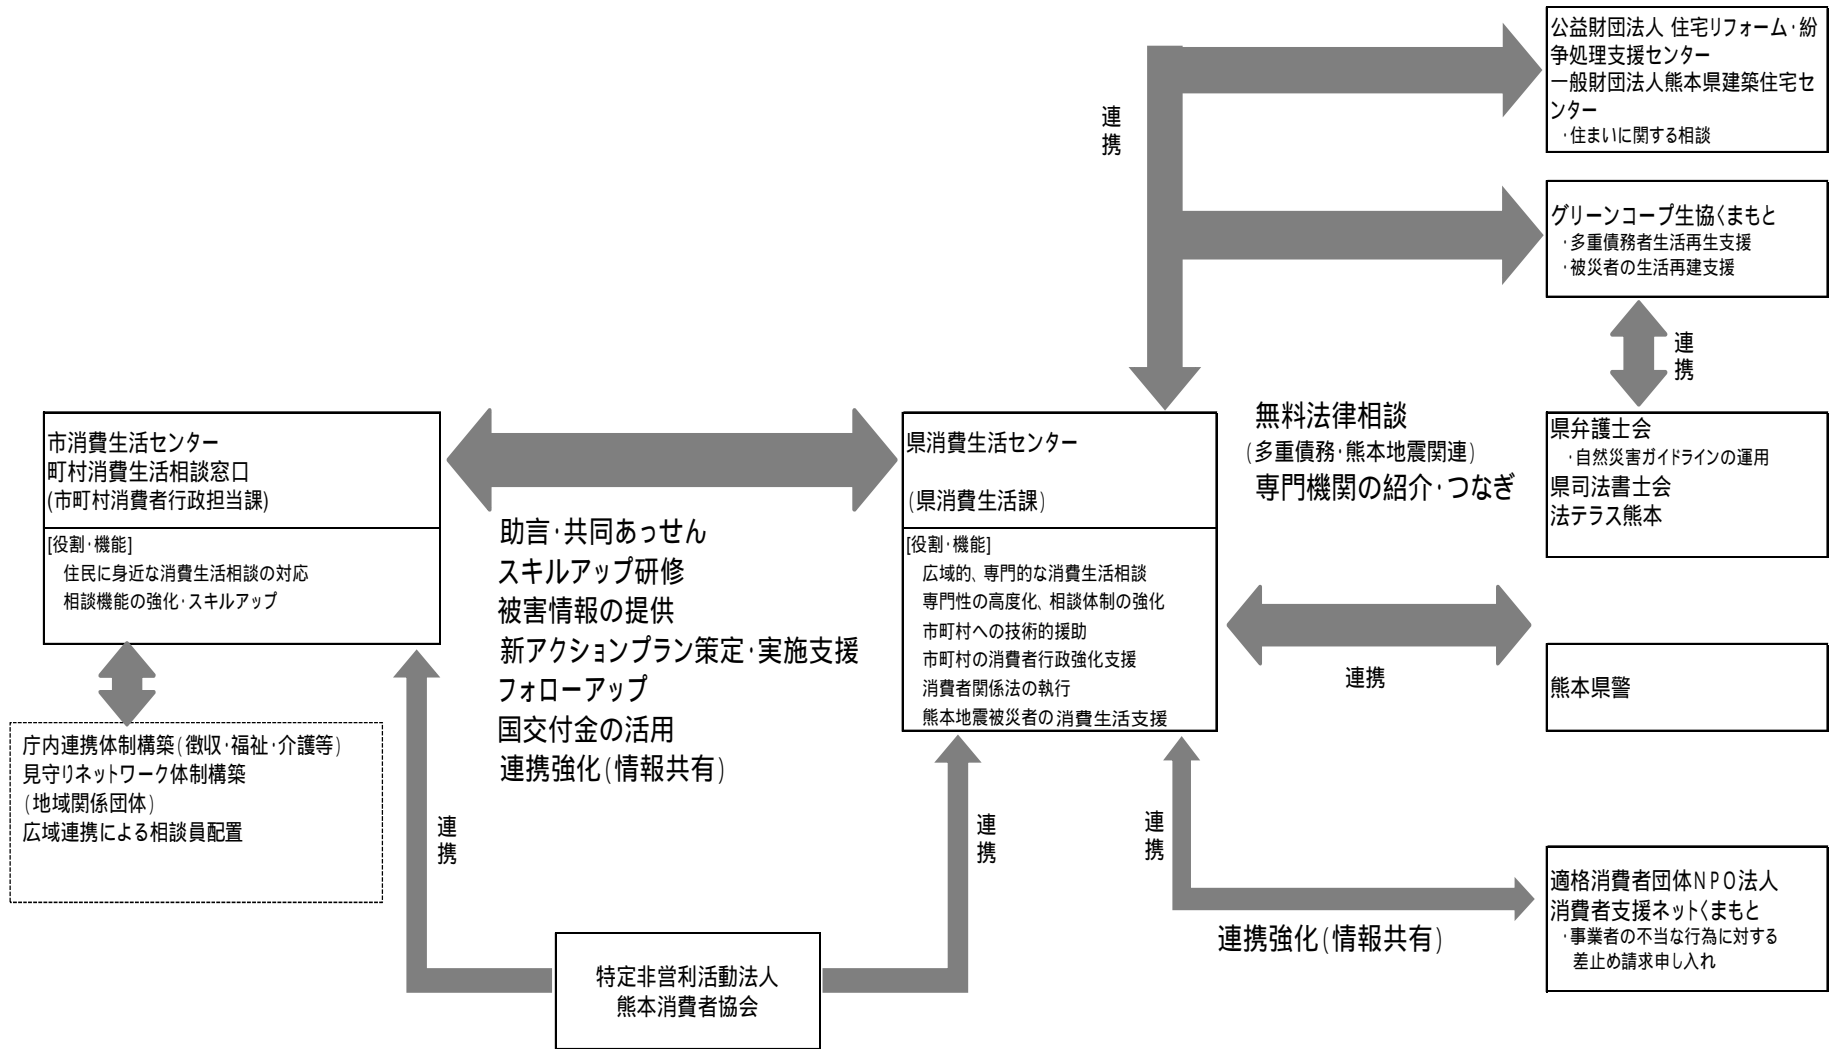 公益財団法人 住宅リフォーム・紛
争処理支援センター
一般財団法人熊本県建築住宅セ
ンター
・住まいに関する相談
連
携
グリーンコープ生協くまもと
・多重債務者生活再生支援
・被災者の生活再建支援
連
携
市消費生活センター
町村消費生活相談窓口
(市町村消費者行政担当課)
[役割・機能]
住民に身近な消費生活相談の対応
相談機能の強化・スキルアップ
庁内連携体制構築(徴収・福祉・介護等)
見守りネットワーク体制構築
(地域関係団体)
広域連携による相談員配置
助言・共同あっせん
スキルアップ研修
被害情報の提供
新アクションプラン策定・実施支援
フォローアップ
国交付金の活用
連携強化(情報共有)
県消費生活センター
(県消費生活課)
[役割・機能]
広域的、専門的な消費生活相談
専門性の高度化、相談体制の強化
市町村への技術的援助
市町村の消費者行政強化支援
消費者関係法の執行
熊本地震被災者の消費生活支援
無料法律相談
(多重債務・熊本地震関連)
専門機関の紹介・つなぎ
県弁護士会
・自然災害ガイドラインの運用
県司法書士会
法テラス熊本
連携
熊本県警
連
携
連
携
連
携
連携強化(情報共有)
適格消費者団体NPO法人
消費者支援ネットくまもと
・事業者の不当な行為に対する
差止め請求申し入れ
特定非営利活動法人
熊本消費者協会